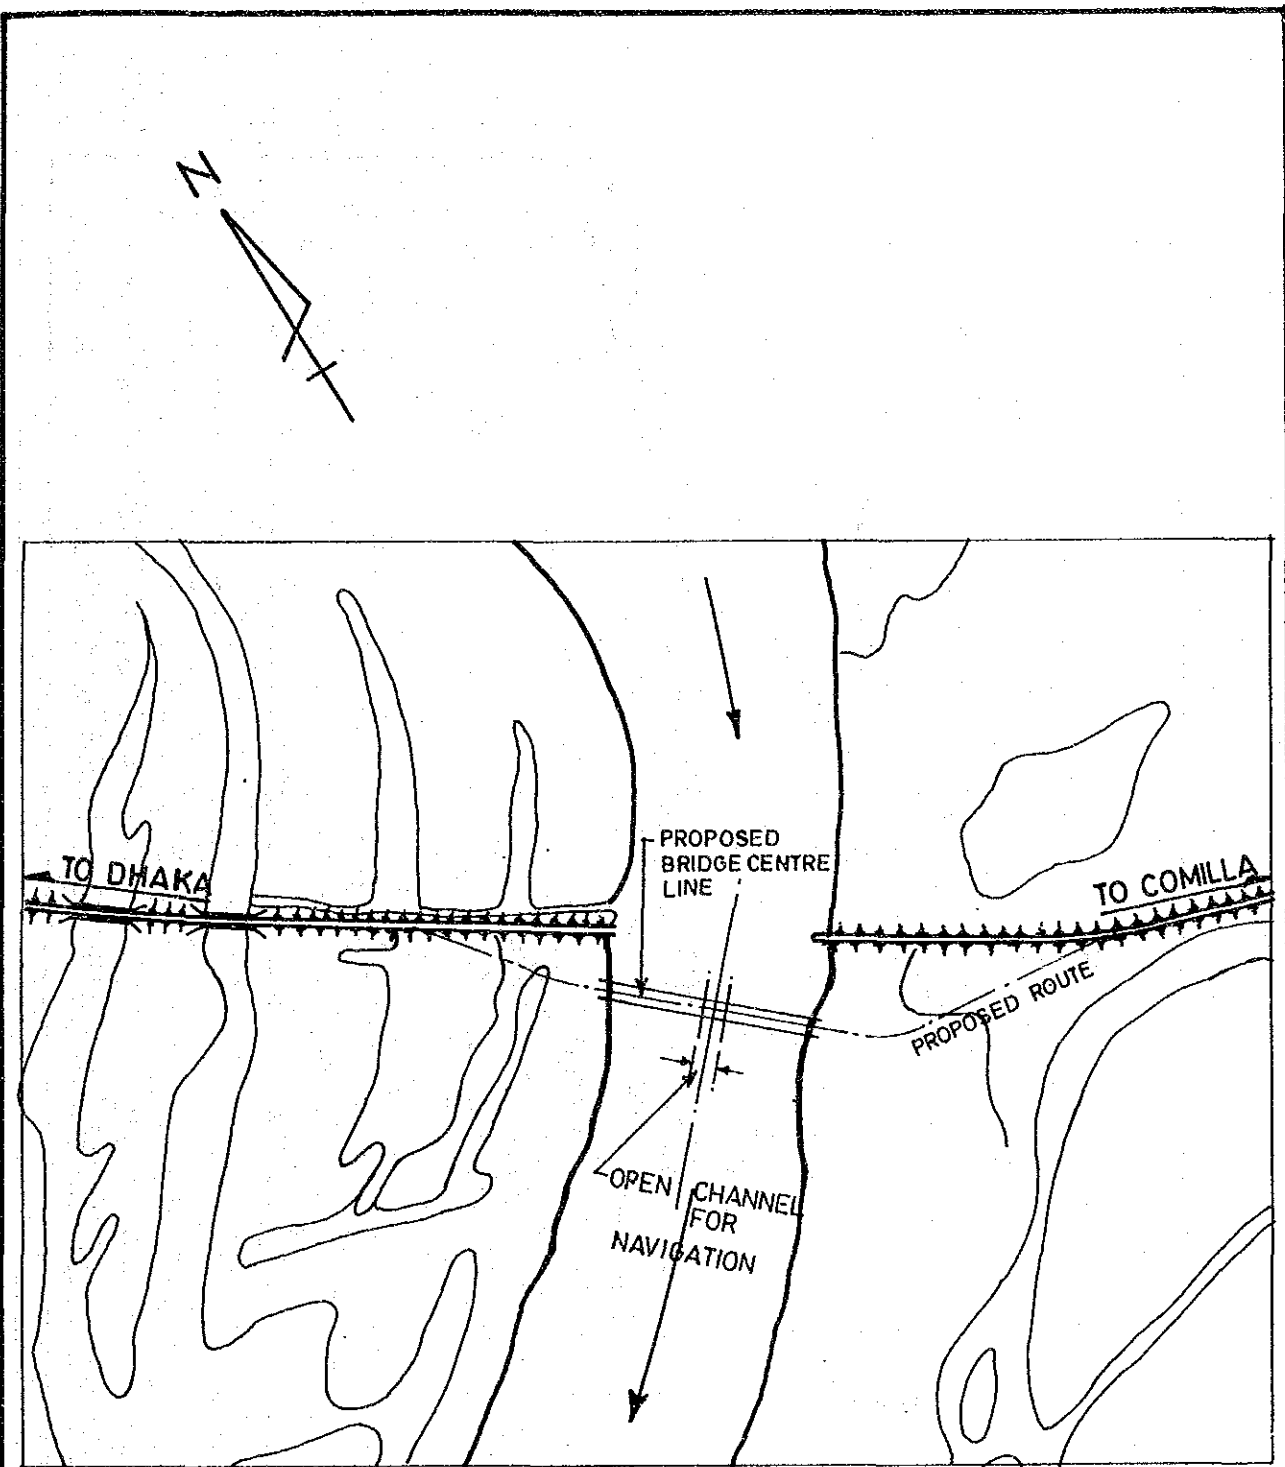 N
PROPOSED
BRIDGE CENTRE
LINE
TO DHAKA
TO COMILLA
PROPOSED ROUTE
OPEN CHANNEL
FOR
NAVIGATION